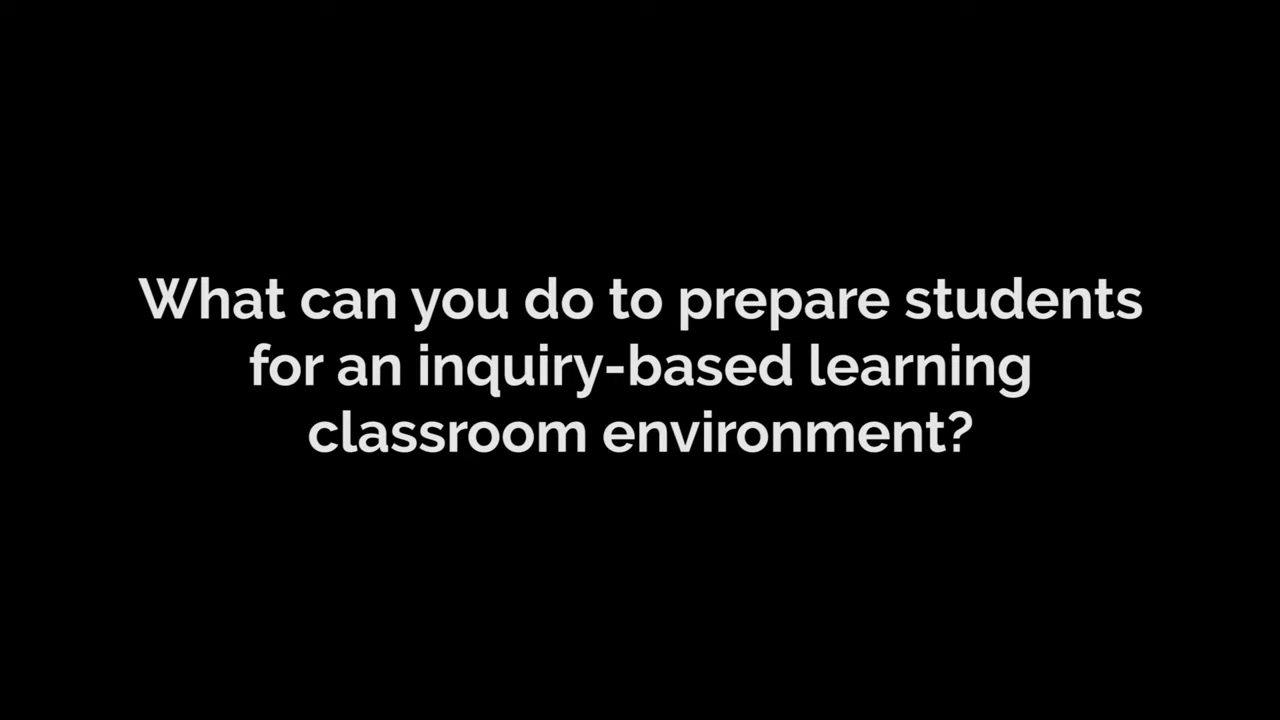 What can you do to prepare students
for an inquiry-based learning
classroom environment?